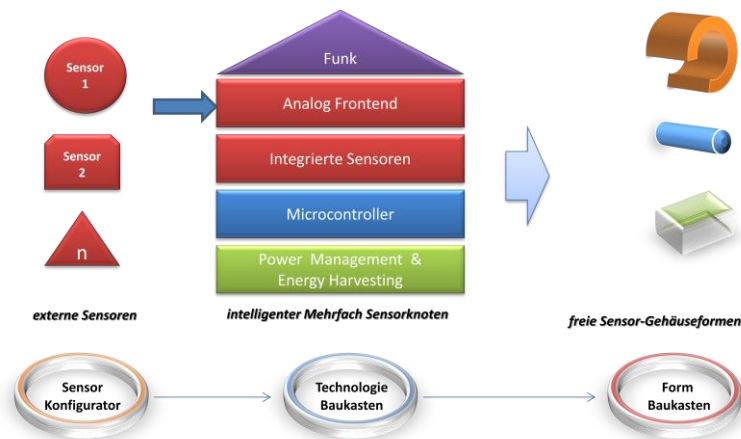 Sensor
1
Sensor
2
n
externe Sensoren
Funk
Analog Frontend
Integrierte Sensoren
Microcontroller
Power Management &
Energy Harvesting
intelligenter Mehrfach Sensorknoten
freie Sensor-Gehäuseformen
Sensor
Konfigurator
Technologie
Baukasten
Form
Baukasten